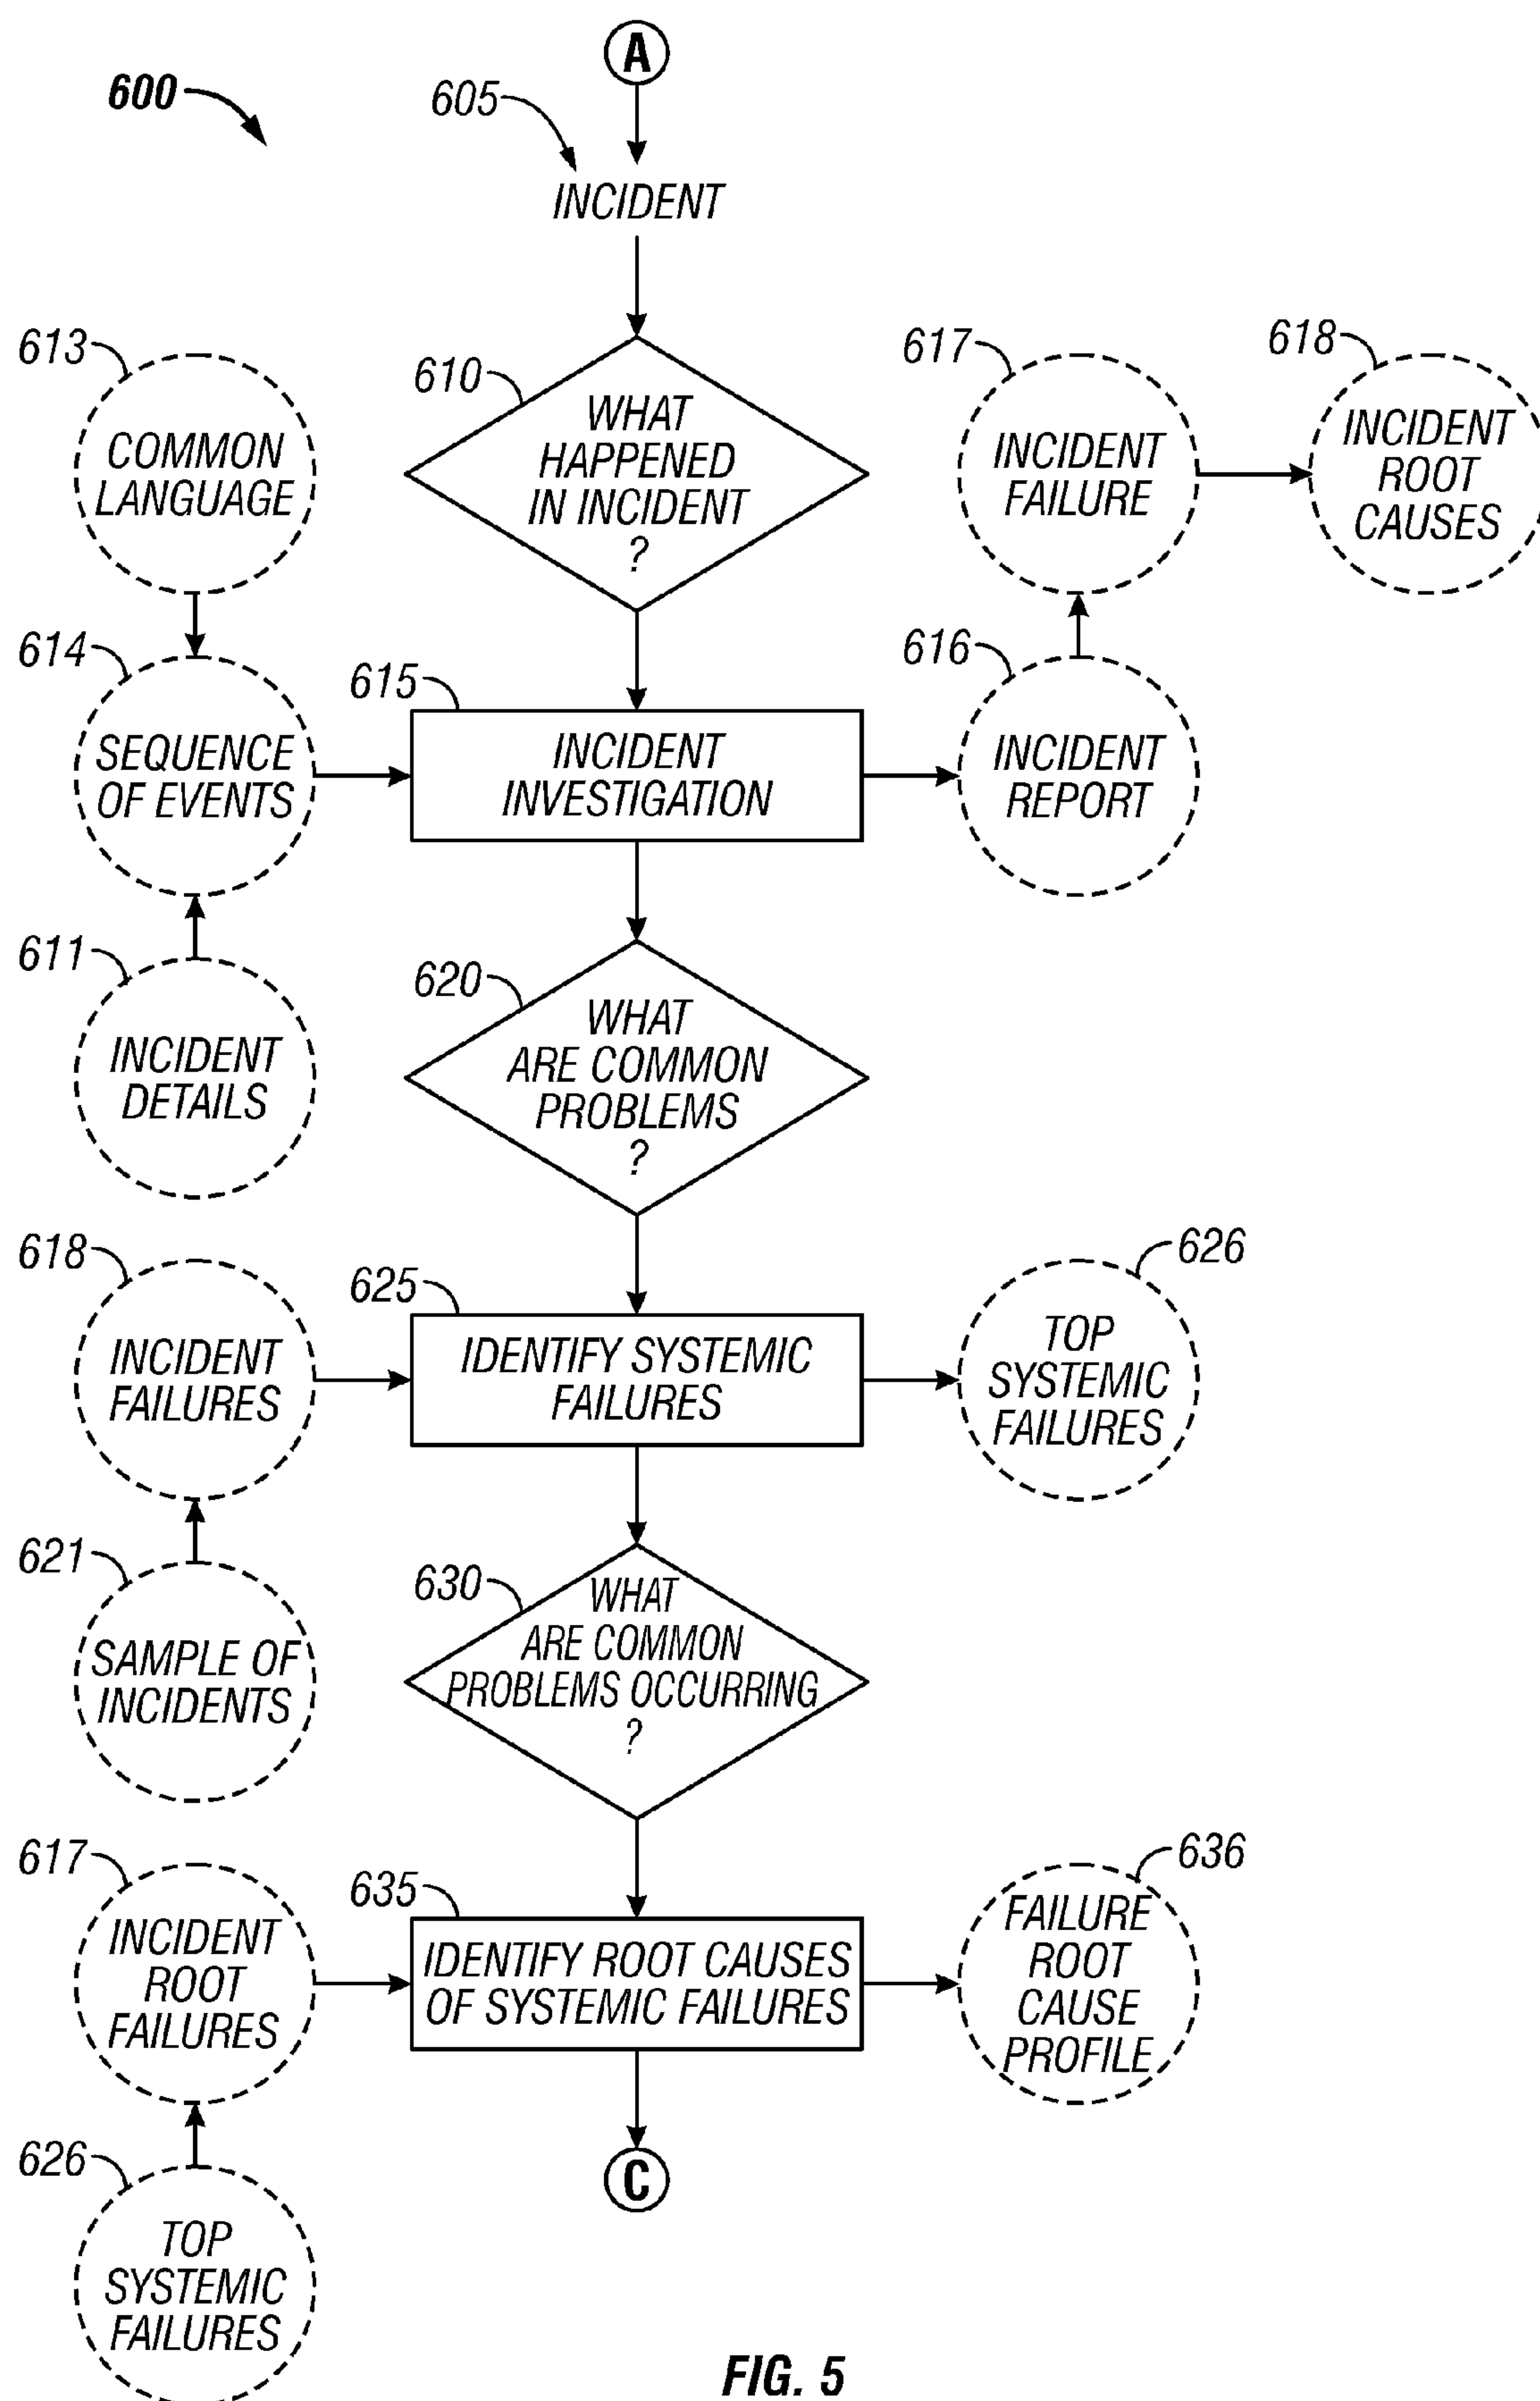 A
600
605
INCIDENT
613
COMMON
LANGUAGE
610
WHAT
HAPPENED
IN INCIDENT
?
617
INCIDENT
FAILURE
618
INCIDENT
ROOT
CAUSES
614
SEQUENCE
OF EVENTS
615
INCIDENT
INVESTIGATION
616
INCIDENT
REPORT
611
INCIDENT
DETAILS
620
WHAT
ARE COMMON
PROBLEMS
?
618
INCIDENT
FAILURES
625
IDENTIFY SYSTEMIC
FAILURES
626
TOP
SYSTEMIC
FAILURES
621
SAMPLE OF
INCIDENTS
630
WHAT
ARE COMMON
PROBLEMS OCCURRING
?
617
INCIDENT
ROOT
FAILURES
635
IDENTIFY ROOT CAUSES
OF SYSTEMIC FAILURES
636
FAILURE
ROOT
CAUSE
PROFILE
626
TOP
SYSTEMIC
FAILURES
C
FIG. 5